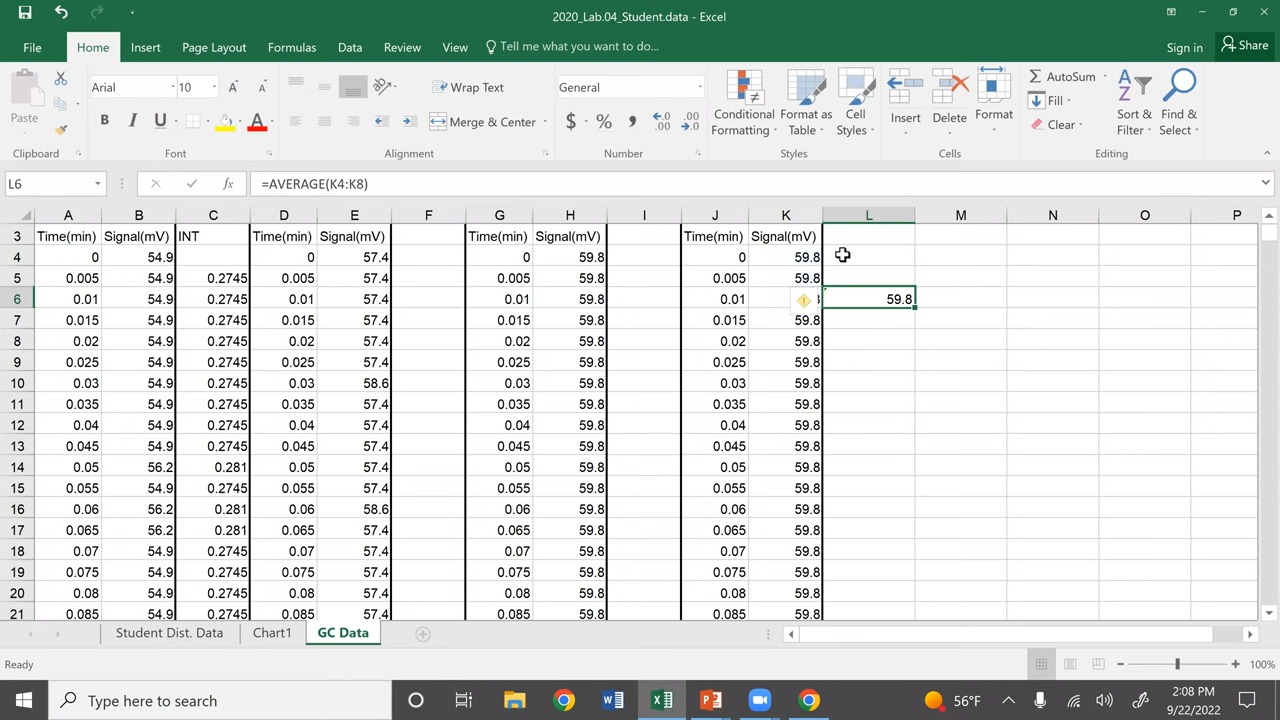 2020_Lab.04_Student.data - Excel
File Home Insert Page Layout Formulas Data Review View Tell me what you want to do... Sign in Share
Arial 10 Wrap Text General AutoSum
Paste Conditional Formatting Format as Table Cell Styles Insert Delete Format Fill Sort & Filter Find & Select
B I U A Merge & Center $ % , Clear
Clipboard Font Alignment Number Styles Cells Editing
L6 fx =AVERAGE(K4:K8)
A B C D E F G H I J K L M N O P
3 Time(min) Signal(mV) INT Time(min) Signal(mV) Time(min) Signal(mV) Time(min) Signal(mV)
4 0 54.9 0 57.4 0 59.8 0 59.8
5 0.005 54.9 0.2745 0.005 57.4 0.005 59.8 0.005 59.8
6 0.01 54.9 0.2745 0.01 57.4 0.01 59.8 0.01 59.8
7 0.015 54.9 0.2745 0.015 57.4 0.015 59.8 0.015 59.8
8 0.02 54.9 0.2745 0.02 57.4 0.02 59.8 0.02 59.8
9 0.025 54.9 0.2745 0.025 57.4 0.025 59.8 0.025 59.8
10 0.03 54.9 0.2745 0.03 58.6 0.03 59.8 0.03 59.8
11 0.035 54.9 0.2745 0.035 57.4 0.035 59.8 0.035 59.8
12 0.04 54.9 0.2745 0.04 57.4 0.04 59.8 0.04 59.8
13 0.045 54.9 0.2745 0.045 57.4 0.045 59.8 0.045 59.8
14 0.05 56.2 0.281 0.05 57.4 0.05 59.8 0.05 59.8
15 0.055 54.9 0.2745 0.055 57.4 0.055 59.8 0.055 59.8
16 0.06 56.2 0.281 0.06 58.6 0.06 59.8 0.06 59.8
17 0.065 56.2 0.281 0.065 57.4 0.065 59.8 0.065 59.8
18 0.07 54.9 0.2745 0.07 57.4 0.07 59.8 0.07 59.8
19 0.075 54.9 0.2745 0.075 57.4 0.075 59.8 0.075 59.8
20 0.08 54.9 0.2745 0.08 57.4 0.08 59.8 0.08 59.8
21 0.085 54.9 0.2745 0.085 57.4 0.085 59.8 0.085 59.8
Student Dist. Data Chart1 GC Data
Ready 100%
Type here to search 56°F 2:08 PM
9/22/2022